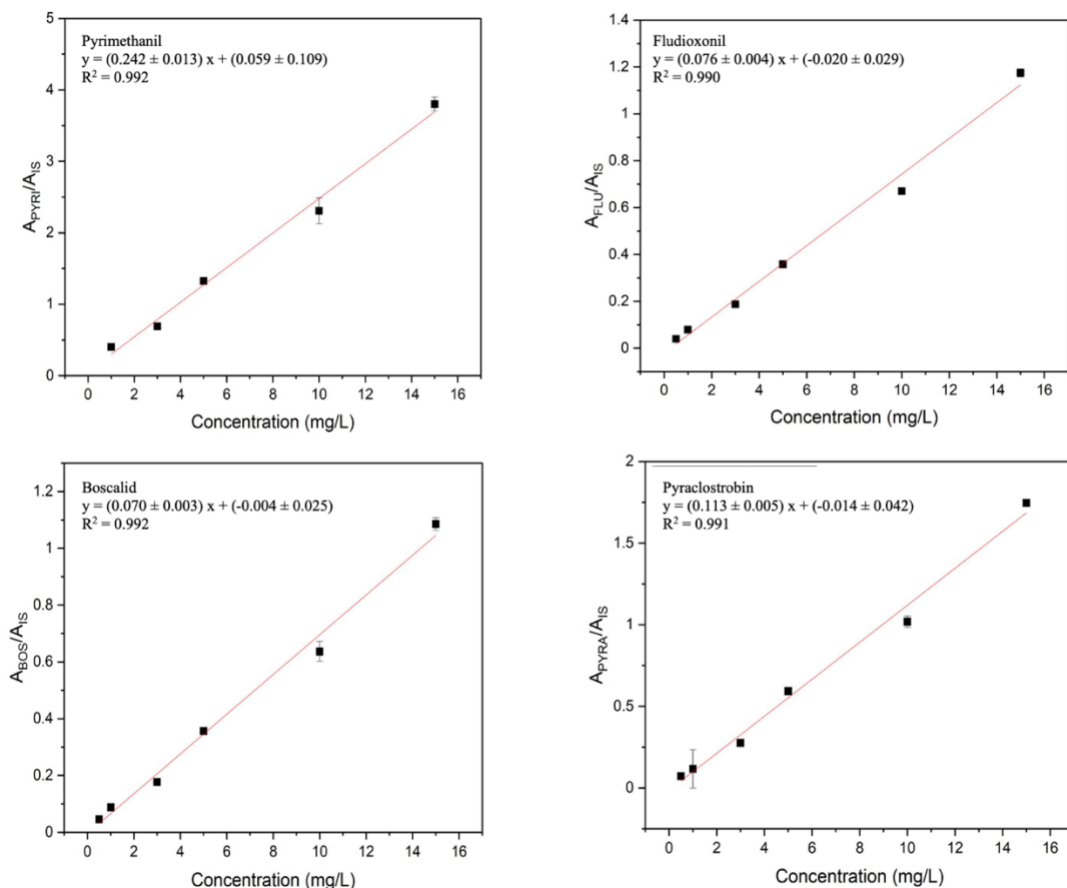 Pyrimethanil
y = (0.242 ± 0.013) x + (0.059 ± 0.109)
R² = 0.992
5
4
3
2
1
0
A_PYRI/A_IS
0 2 4 6 8 10 12 14 16
Concentration (mg/L)
Fludioxonil
y = (0.076 ± 0.004) x + (-0.020 ± 0.029)
R² = 0.990
1.4
1.2
1
0.8
0.6
0.4
0.2
0
A_FLU/A_IS
0 2 4 6 8 10 12 14 16
Concentration (mg/L)
Boscalid
y = (0.070 ± 0.003) x + (-0.004 ± 0.025)
R² = 0.992
1.2
1
0.8
0.6
0.4
0.2
0
A_BOS/A_IS
0 2 4 6 8 10 12 14 16
Concentration (mg/L)
Pyraclostrobin
y = (0.113 ± 0.005) x + (-0.014 ± 0.042)
R² = 0.991
2
1.5
1
0.5
0
A_PYRA/A_IS
0 2 4 6 8 10 12 14 16
Concentration (mg/L)